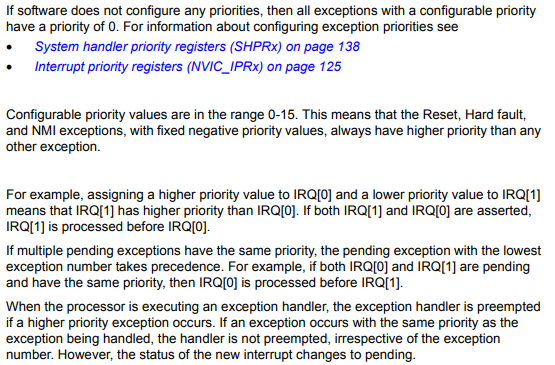 If software does not configure any priorities, then all exceptions with a configurable priority
have a priority of 0. For information about configuring exception priorities see
• System handler priority registers (SHPRx) on page 138
• Interrupt priority registers (NVIC_IPRx) on page 125
Configurable priority values are in the range 0-15. This means that the Reset, Hard fault,
and NMI exceptions, with fixed negative priority values, always have higher priority than any
other exception.
For example, assigning a higher priority value to IRQ[0] and a lower priority value to IRQ[1]
means that IRQ[1] has higher priority than IRQ[0]. If both IRQ[1] and IRQ[0] are asserted,
IRQ[1] is processed before IRQ[0].
If multiple pending exceptions have the same priority, the pending exception with the lowest
exception number takes precedence. For example, if both IRQ[0] and IRQ[1] are pending
and have the same priority, then IRQ[0] is processed before IRQ[1].
When the processor is executing an exception handler, the exception handler is preempted
if a higher priority exception occurs. If an exception occurs with the same priority as the
exception being handled, the handler is not preempted, irrespective of the exception
number. However, the status of the new interrupt changes to pending.